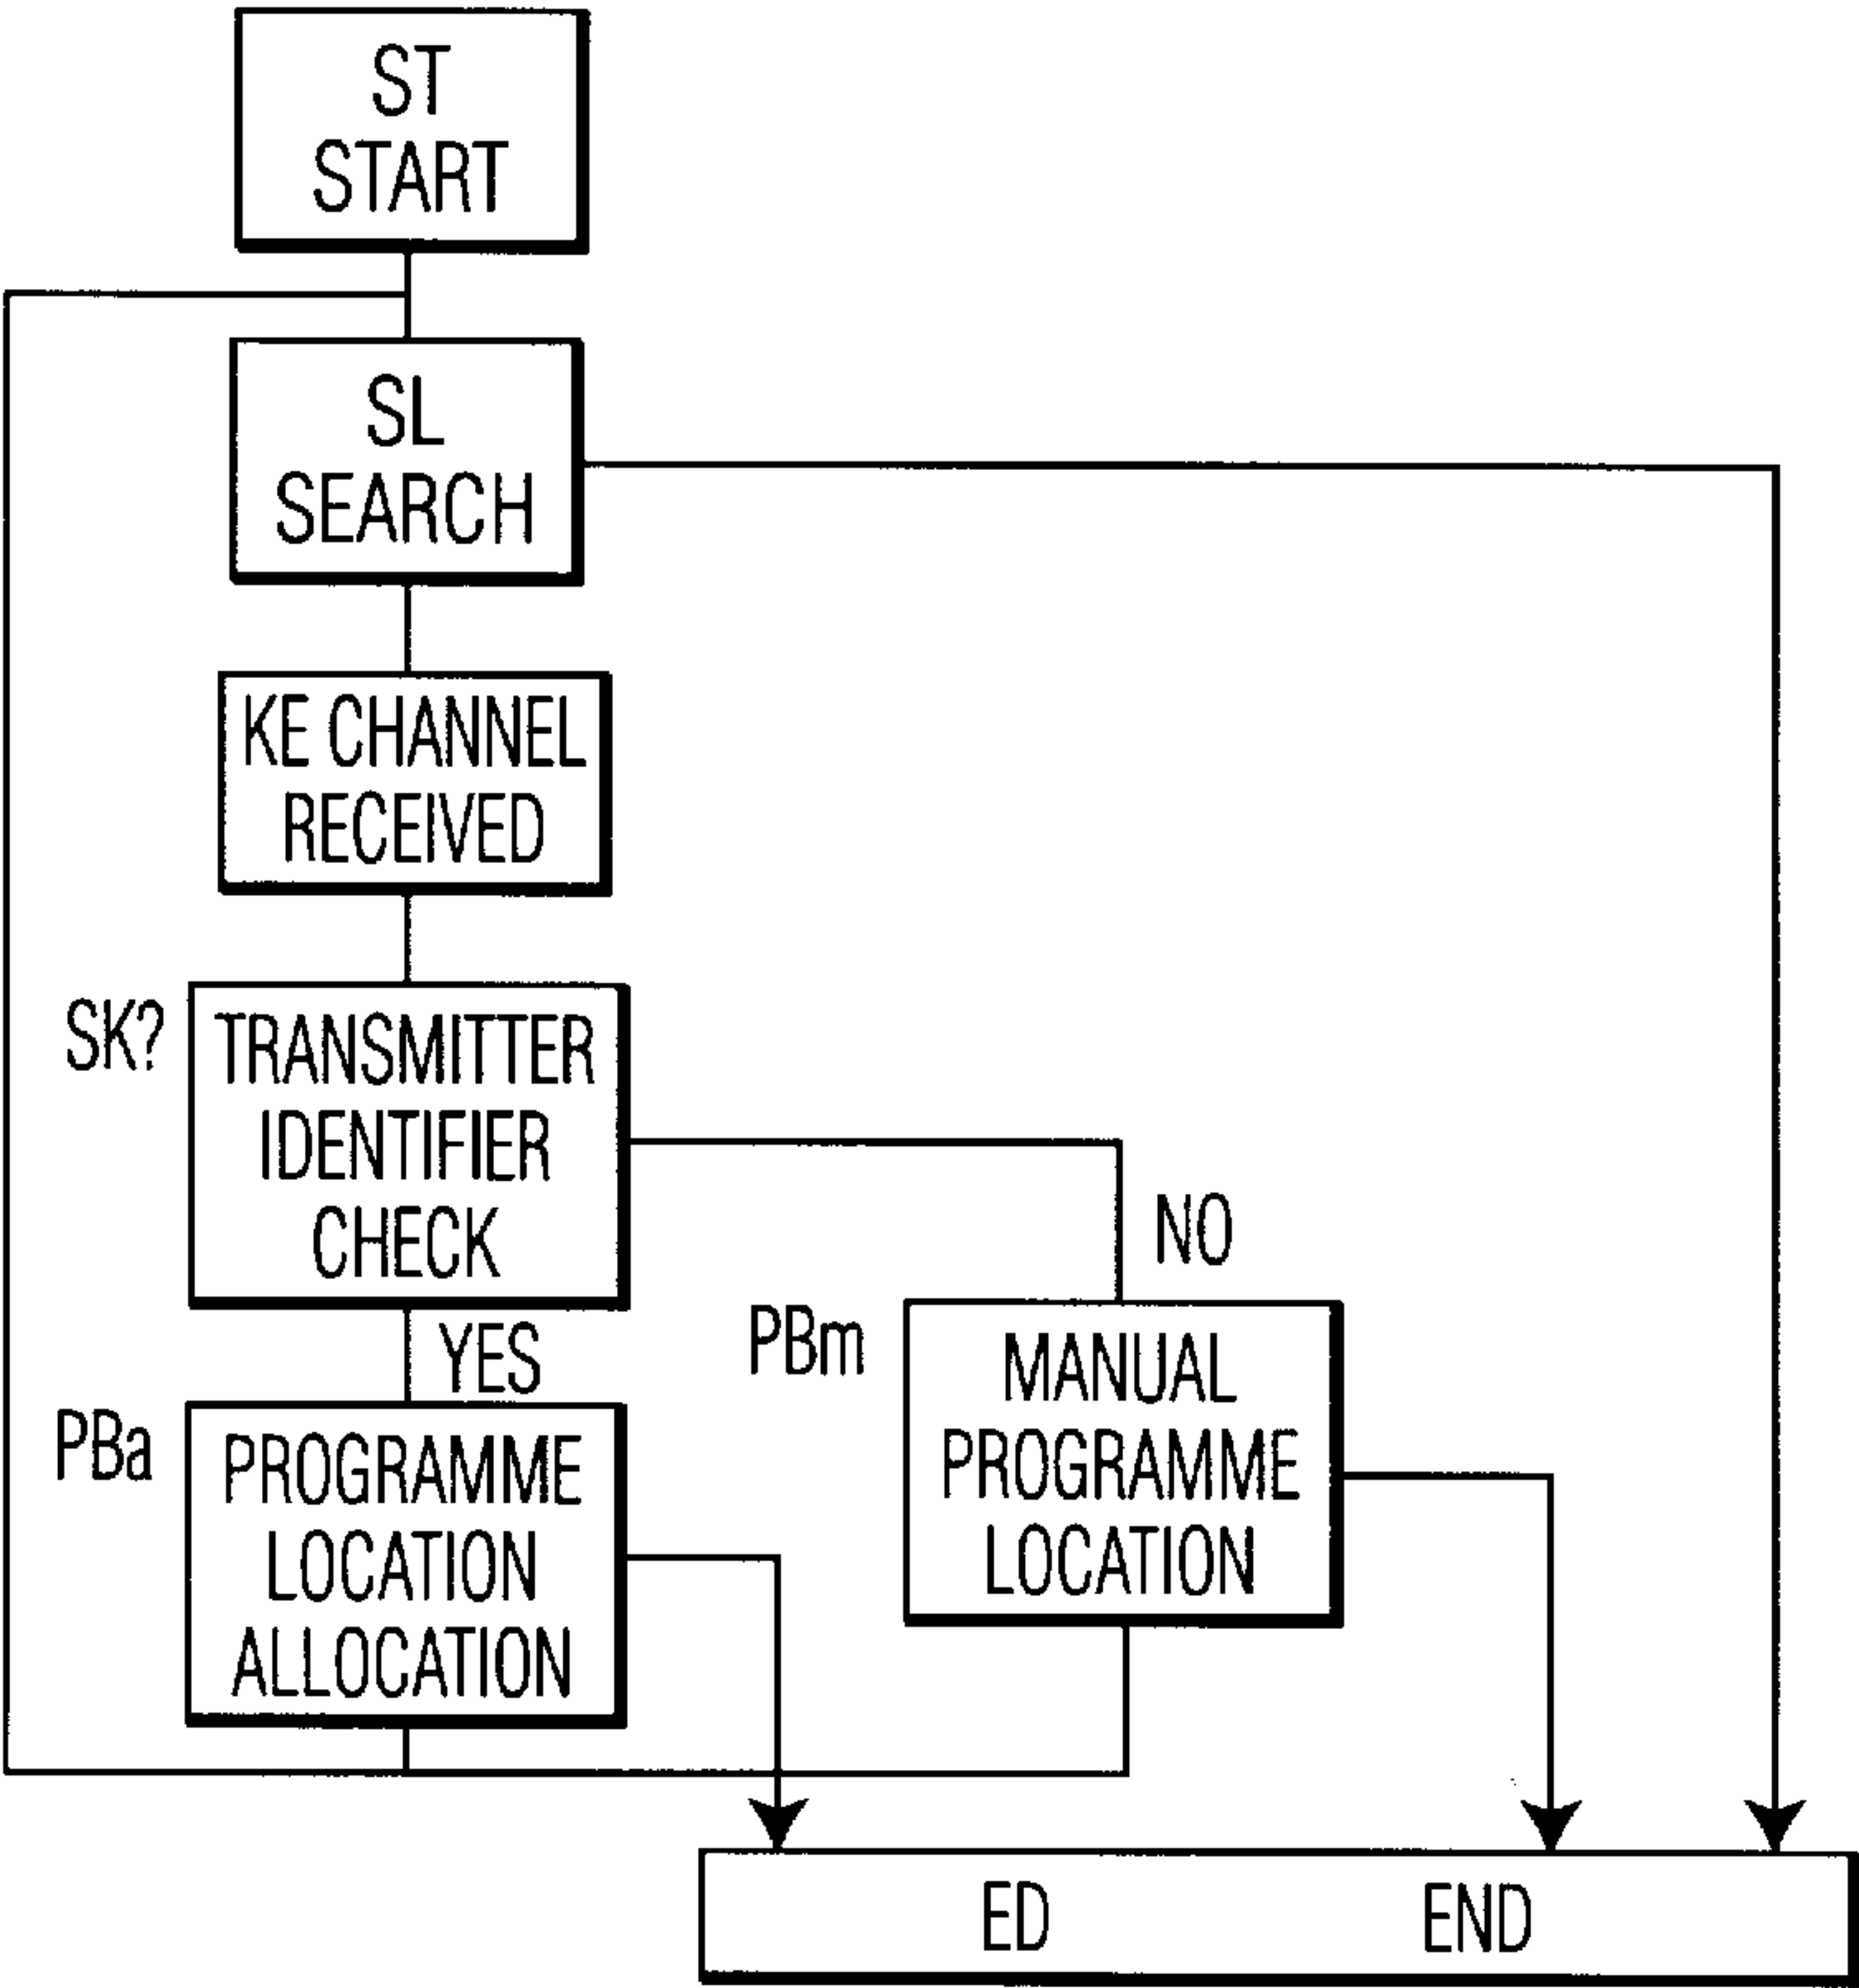 ST
START
SL
SEARCH
KE CHANNEL
RECEIVED
SK?
TRANSMITTER
IDENTIFIER
CHECK
NO
YES
PBm
MANUAL
PROGRAMME
LOCATION
PBa
PROGRAMME
LOCATION
ALLOCATION
ED END